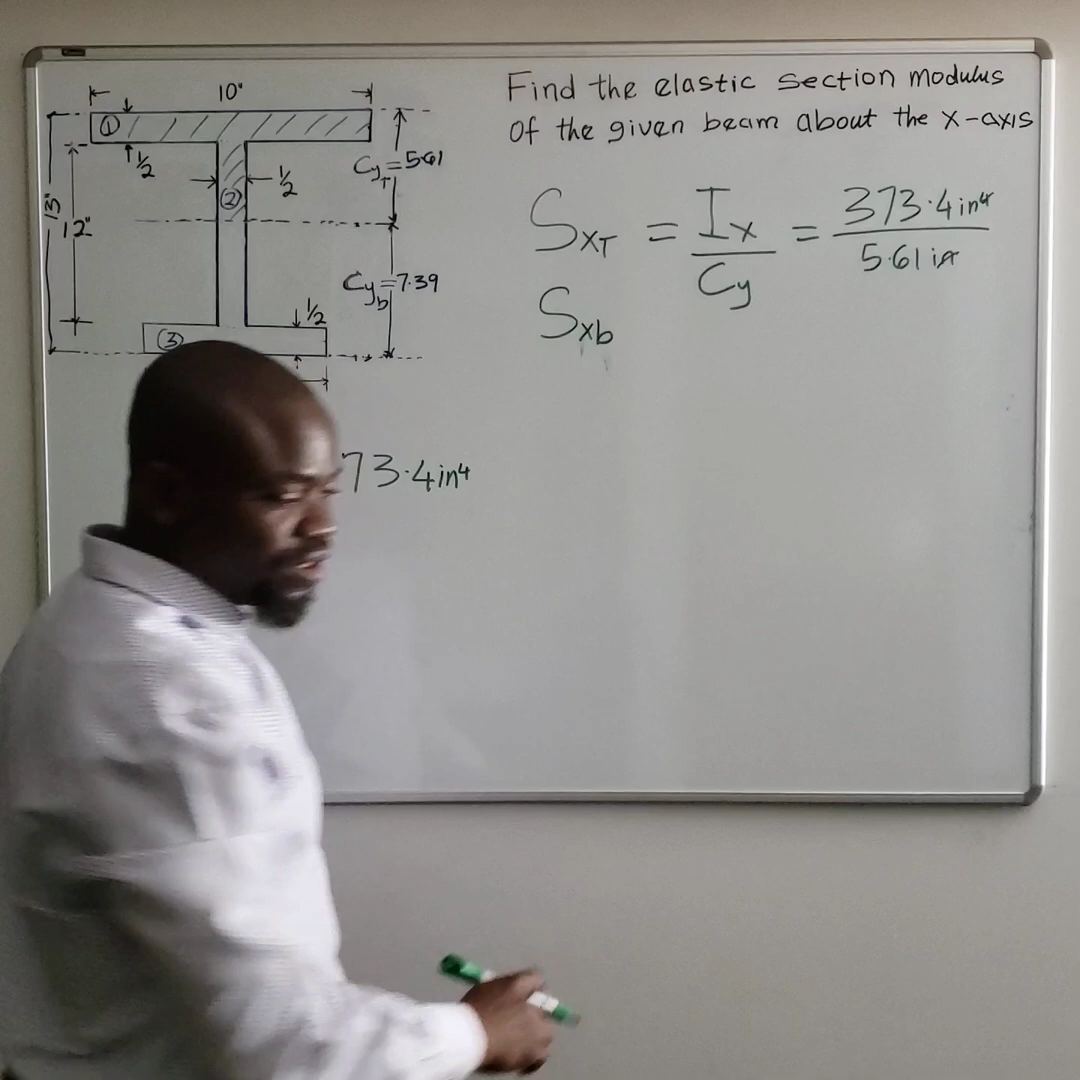 Find the elastic section modulus
of the given beam about the x-axis
10"
①
½
C_yT = 5.61
½
②
13"
12"
C_yb = 7.39
½
③
S_xT = I_x / C_y = 373.4 in⁴ / 5.61 in
S_xb
73.4 in⁴